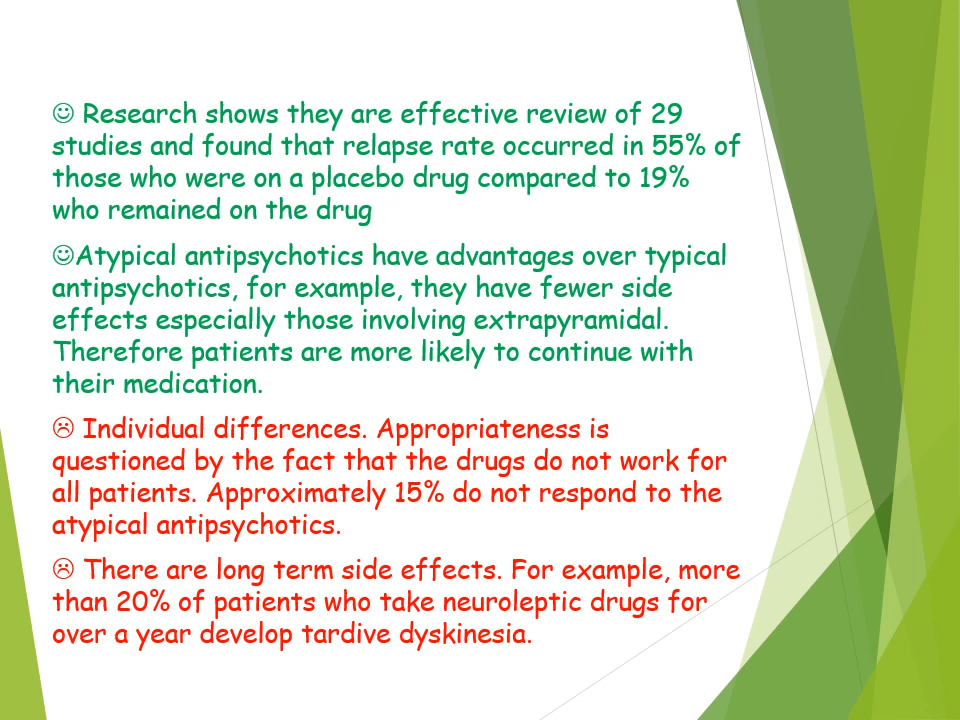 ☺ Research shows they are effective review of 29
studies and found that relapse rate occurred in 55% of
those who were on a placebo drug compared to 19%
who remained on the drug
☺Atypical antipsychotics have advantages over typical
antipsychotics, for example, they have fewer side
effects especially those involving extrapyramidal.
Therefore patients are more likely to continue with
their medication.
☹ Individual differences. Appropriateness is
questioned by the fact that the drugs do not work for
all patients. Approximately 15% do not respond to the
atypical antipsychotics.
☹ There are long term side effects. For example, more
than 20% of patients who take neuroleptic drugs for
over a year develop tardive dyskinesia.